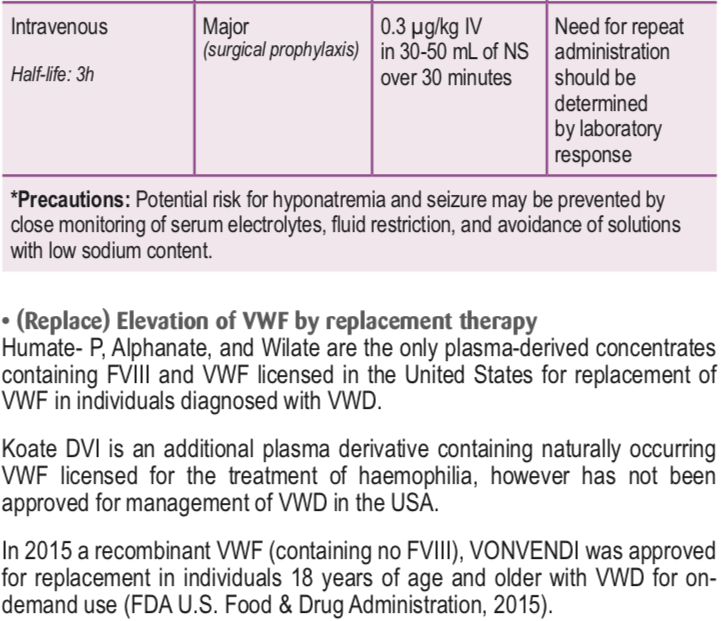 Intravenous
Half-life: 3h
Major
(surgical prophylaxis)
0.3 µg/kg IV
in 30-50 mL of NS
over 30 minutes
Need for repeat
administration
should be
determined
by laboratory
response
*Precautions: Potential risk for hyponatremia and seizure may be prevented by
close monitoring of serum electrolytes, fluid restriction, and avoidance of solutions
with low sodium content.
• (Replace) Elevation of VWF by replacement therapy
Humate- P, Alphanate, and Wilate are the only plasma-derived concentrates
containing FVIII and VWF licensed in the United States for replacement of
VWF in individuals diagnosed with VWD.
Koate DVI is an additional plasma derivative containing naturally occurring
VWF licensed for the treatment of haemophilia, however has not been
approved for management of VWD in the USA.
In 2015 a recombinant VWF (containing no FVIII), VONVENDI was approved
for replacement in individuals 18 years of age and older with VWD for on-
demand use (FDA U.S. Food & Drug Administration, 2015).